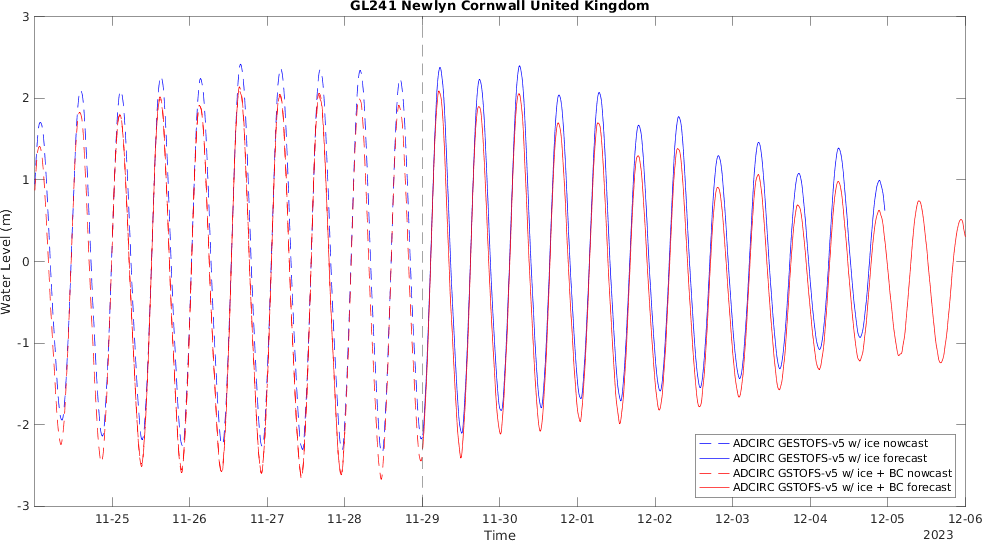 GL241 Newlyn Cornwall United Kingdom
3
2
1
0
-1
-2
-3
Water Level (m)
ADCIRC GESTOFS-v5 w/ ice nowcast
ADCIRC GESTOFS-v5 w/ ice forecast
ADCIRC GSTOFS-v5 w/ ice + BC nowcast
ADCIRC GSTOFS-v5 w/ ice + BC forecast
11-25 11-26 11-27 11-28 11-29 11-30 12-01 12-02 12-03 12-04 12-05 12-06
Time
2023